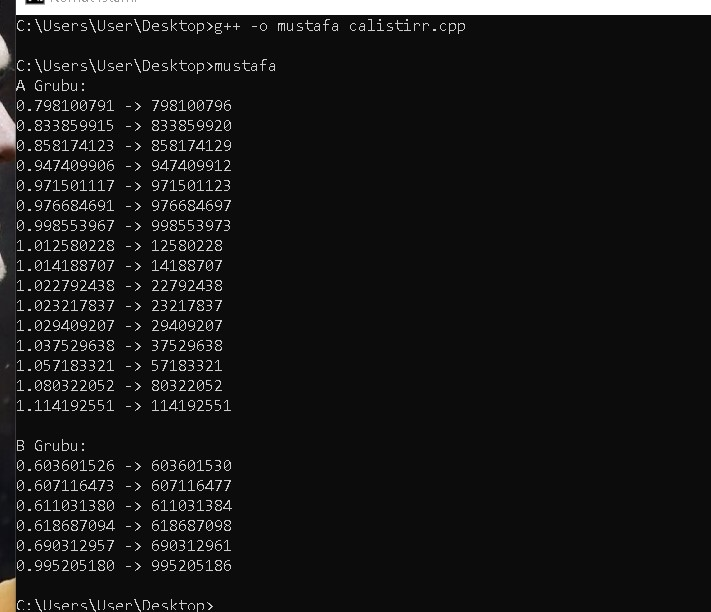 C:\Users\User\Desktop>g++ -o mustafa calistirr.cpp
C:\Users\User\Desktop>mustafa
A Grubu:
0.798100791 -> 798100796
0.833859915 -> 833859920
0.858174123 -> 858174129
0.947409906 -> 947409912
0.971501117 -> 971501123
0.976684691 -> 976684697
0.998553967 -> 998553973
1.012580228 -> 12580228
1.014188707 -> 14188707
1.022792438 -> 22792438
1.023217837 -> 23217837
1.029409207 -> 29409207
1.037529638 -> 37529638
1.057183321 -> 57183321
1.080322052 -> 80322052
1.114192551 -> 114192551
B Grubu:
0.603601526 -> 603601530
0.607116473 -> 607116477
0.611031380 -> 611031384
0.618687094 -> 618687098
0.690312957 -> 690312961
0.995205180 -> 995205186
C:\Users\User\Desktop>